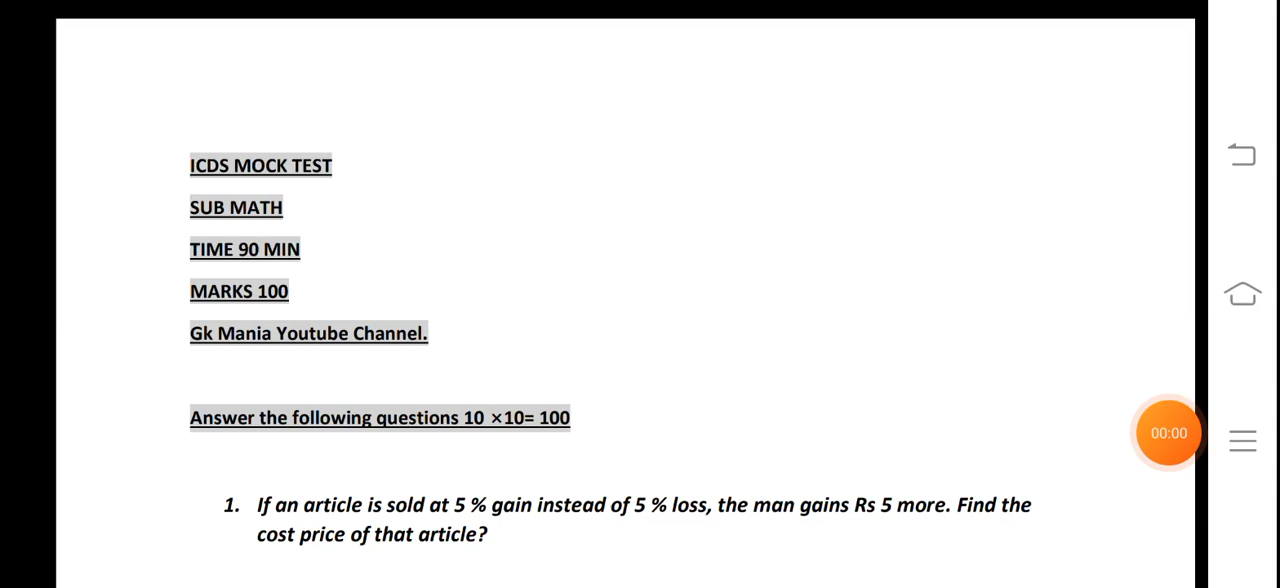 ICDS MOCK TEST
SUB MATH
TIME 90 MIN
MARKS 100
Gk Mania Youtube Channel.
Answer the following questions 10 ×10= 100
00:00
1. If an article is sold at 5 % gain instead of 5 % loss, the man gains Rs 5 more. Find the
cost price of that article?